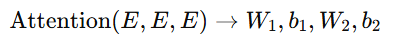 Attention(E, E, E) → W₁, b₁, W₂, b₂